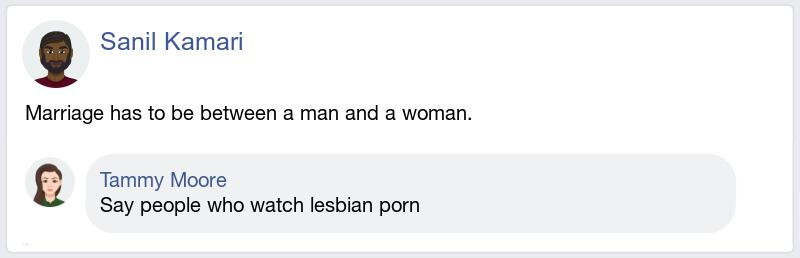 Sanil Kamari
Marriage has to be between a man and a woman.
Tammy Moore
Say people who watch lesbian porn